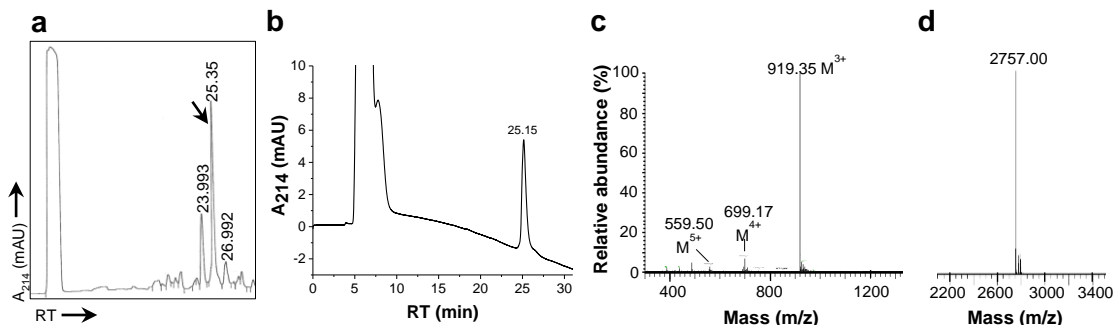 a
25.35
23.993
26.992
A214 (mAU)
RT
b
A214 (mAU)
10
8
6
4
2
0
-2
25.15
0 5 10 15 20 25 30
RT (min)
c
Relative abundance (%)
100
80
60
40
20
0
919.35 M3+
699.17
M4+
559.50
M5+
400 800 1200
Mass (m/z)
d
2757.00
2200 2600 3000 3400
Mass (m/z)